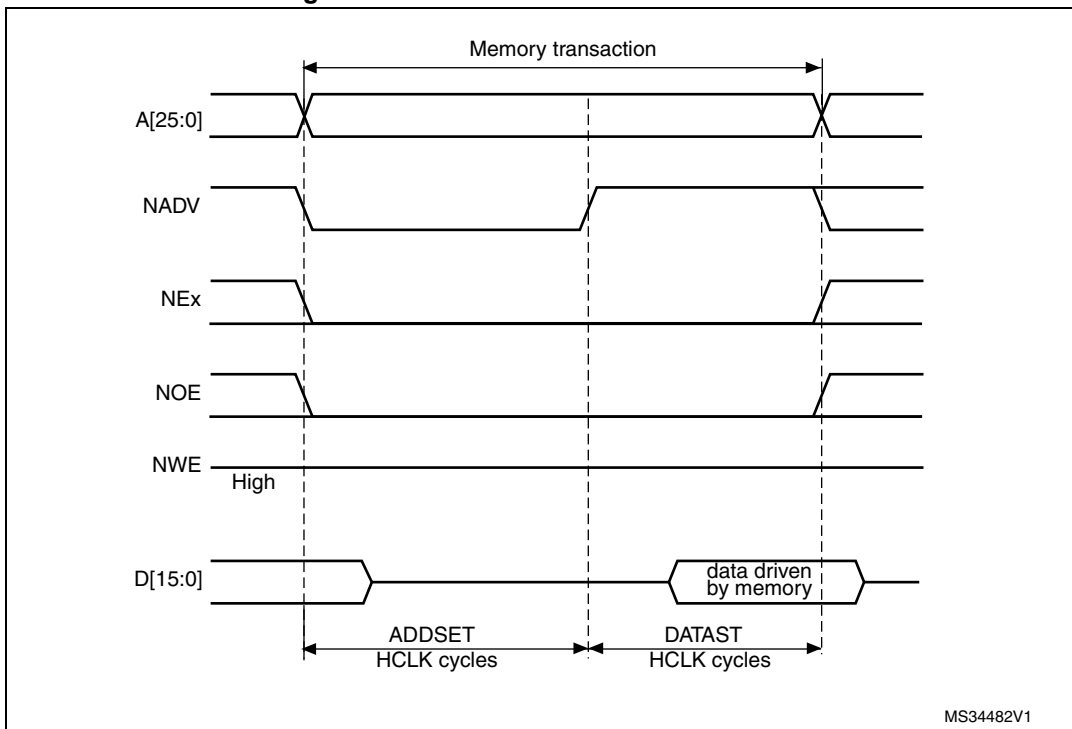 Memory transaction
A[25:0]
NADV
NEx
NOE
NWE
High
D[15:0]
data driven
by memory
ADDSET
HCLK cycles
DATAST
HCLK cycles
MS34482V1